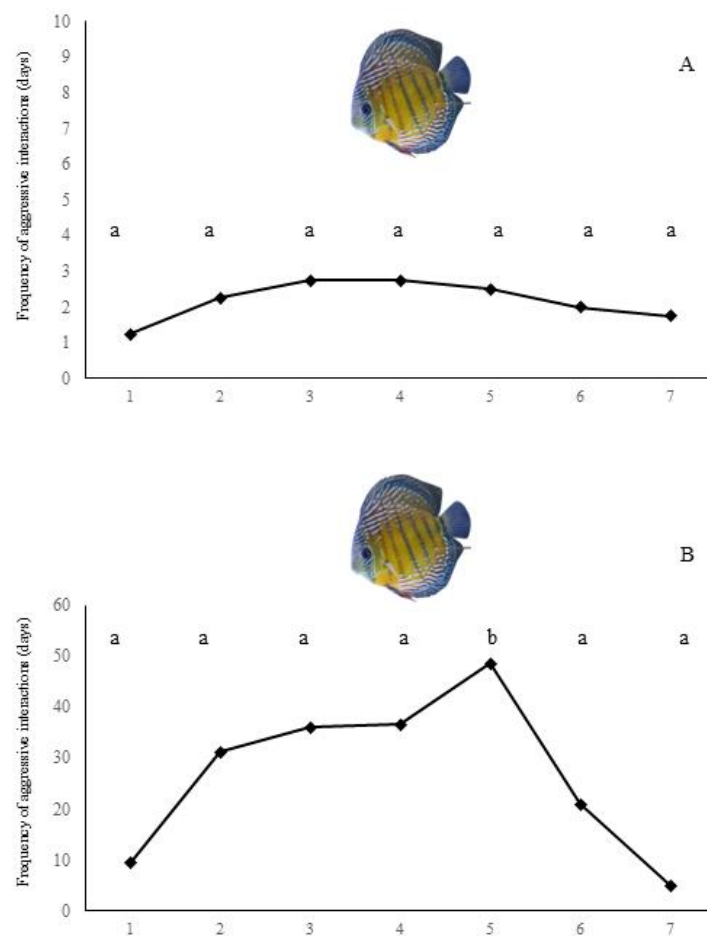 10
A
9
8
7
6
5
4
3
2
1
0
a a a a a a a
1 2 3 4 5 6 7
Frequency of aggressive interactions (days)
B
60
50
40
30
20
10
0
a a a a b a a
1 2 3 4 5 6 7
Frequency of aggressive interactions (days)